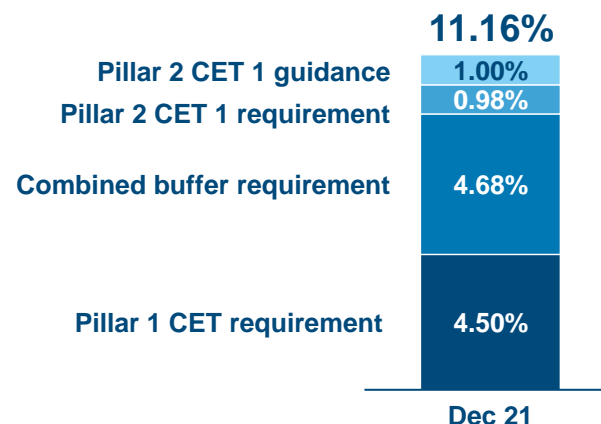 11.16%
Pillar 2 CET 1 guidance 1.00%
Pillar 2 CET 1 requirement 0.98%
Combined buffer requirement 4.68%
Pillar 1 CET requirement 4.50%
Dec 21